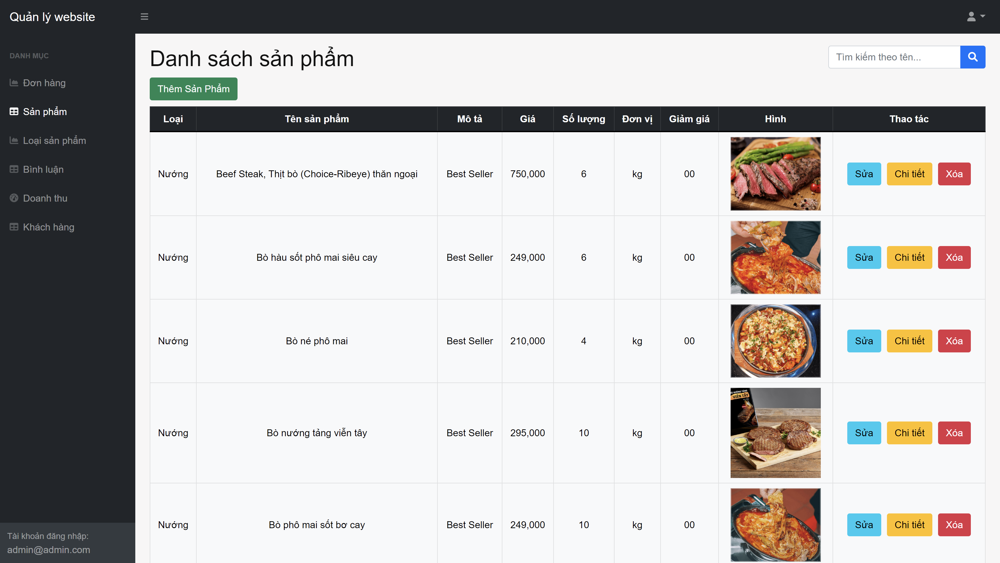 Quản lý website
DANH MỤC
Đơn hàng
Sản phẩm
Loại sản phẩm
Bình luận
Doanh thu
Khách hàng
Tài khoản đăng nhập:
admin@admin.com
Danh sách sản phẩm
Tìm kiếm theo tên...
Thêm Sản Phẩm
Loại Tên sản phẩm Mô tả Giá Số lượng Đơn vị Giảm giá Hình Thao tác
Nướng Beef Steak, Thịt bò (Choice-Ribeye) thăn ngoại Best Seller 750,000 6 kg 00 Sửa Chi tiết Xóa
Nướng Bò hàu sốt phô mai siêu cay Best Seller 249,000 6 kg 00 Sửa Chi tiết Xóa
Nướng Bò né phô mai Best Seller 210,000 4 kg 00 Sửa Chi tiết Xóa
NƯỚNG TẢNG
VIỄN TÂY
Nướng Bò nướng tảng viễn tây Best Seller 295,000 10 kg 00 Sửa Chi tiết Xóa
Nướng Bò phô mai sốt bơ cay Best Seller 249,000 10 kg 00 Sửa Chi tiết Xóa